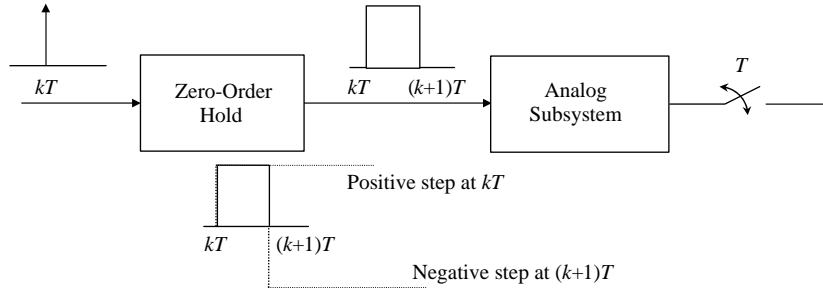 kT
Zero-Order
Hold
kT
(k+1)T
Analog
Subsystem
T
Positive step at kT
kT
(k+1)T
Negative step at (k+1)T